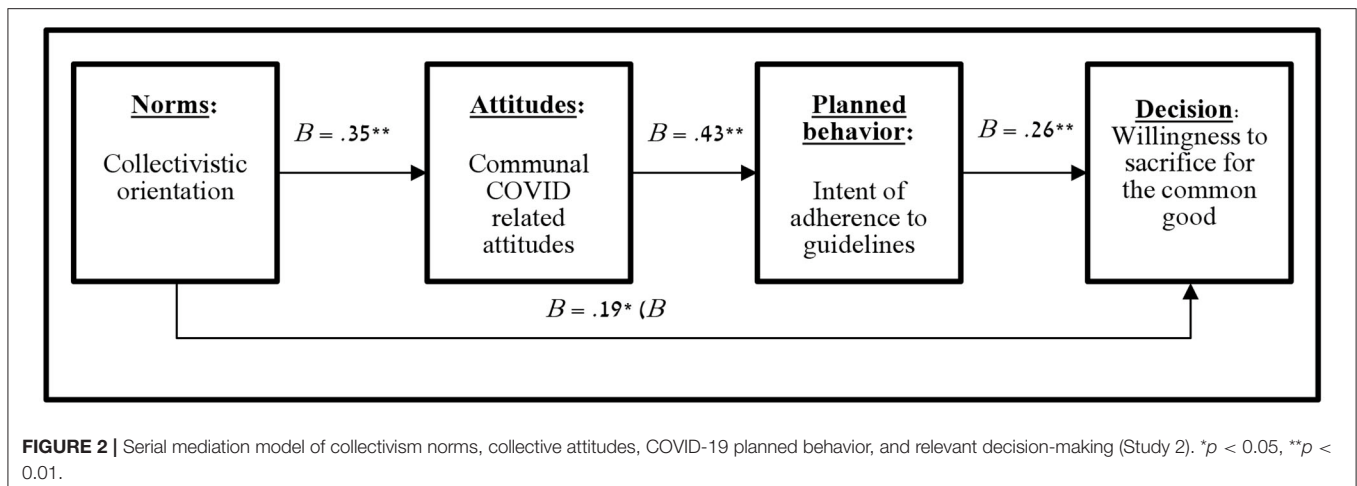 Norms:
Collectivistic
orientation
B = .35**
Attitudes:
Communal
COVID
related
attitudes
B = .43**
Planned
behavior:
Intent of
adherence to
guidelines
B = .26**
Decision:
Willingness to
sacrifice for
the common
good
B = .19* (B
FIGURE 2 | Serial mediation model of collectivism norms, collective attitudes, COVID-19 planned behavior, and relevant decision-making (Study 2). *p < 0.05, **p <
0.01.